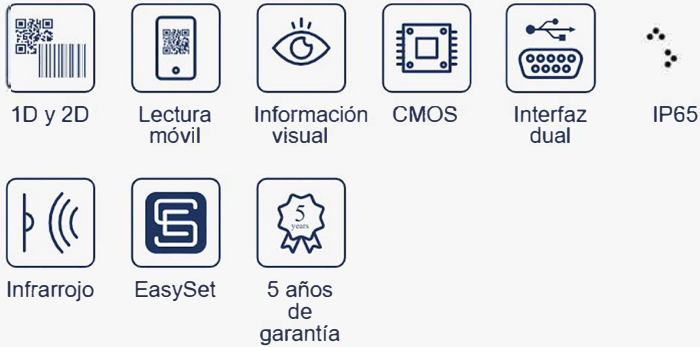 1D y 2D
Lectura
móvil
Información
visual
CMOS
Interfaz
dual
IP65
5
years
Infrarrojo
EasySet
5 años
de
garantía